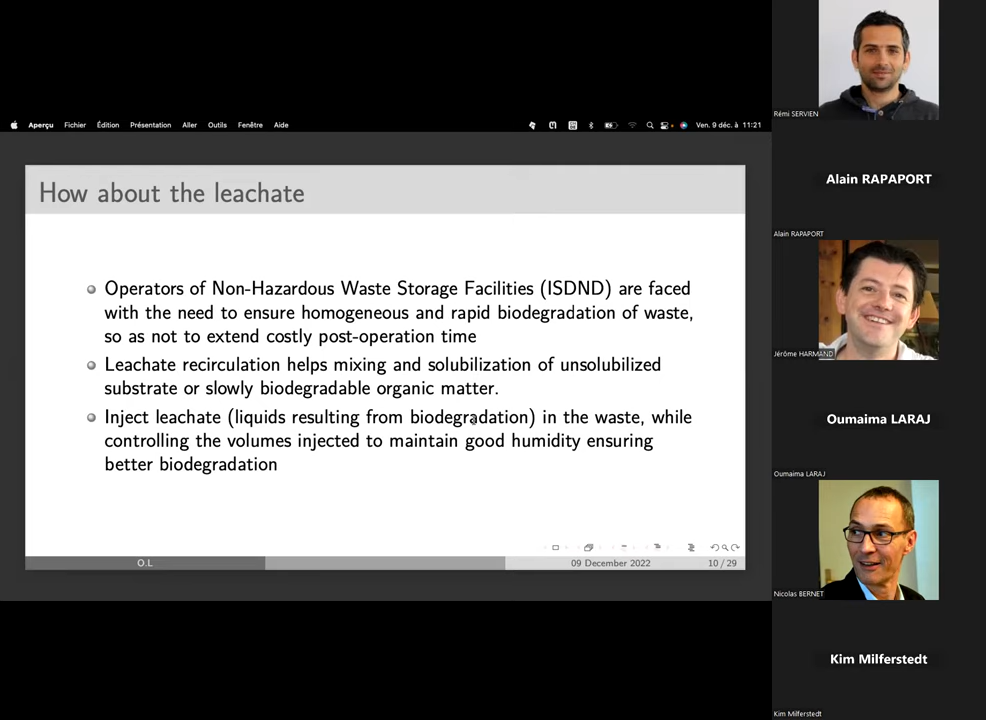 Aperçu Fichier Édition Présentation Aller Outils Fenêtre Aide Ven. 9 déc. à 11:21
How about the leachate
Operators of Non-Hazardous Waste Storage Facilities (ISDND) are faced
with the need to ensure homogeneous and rapid biodegradation of waste,
so as not to extend costly post-operation time
Leachate recirculation helps mixing and solubilization of unsolubilized
substrate or slowly biodegradable organic matter.
Inject leachate (liquids resulting from biodegradation) in the waste, while
controlling the volumes injected to maintain good humidity ensuring
better biodegradation
O.L 09 December 2022 10 / 29
Rémi SERVIEN
Alain RAPAPORT
Alain RAPAPORT
Jérôme HARMAND
Oumaima LARAJ
Oumaima LARAJ
Nicolas BERNET
Kim Milferstedt
Kim Milferstedt